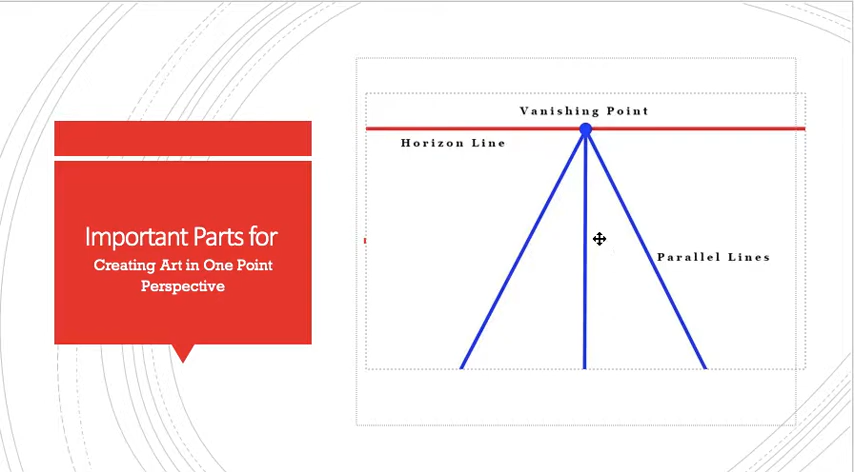 Important Parts for
Creating Art in One Point
Perspective
Vanishing Point
Horizon Line
Parallel Lines